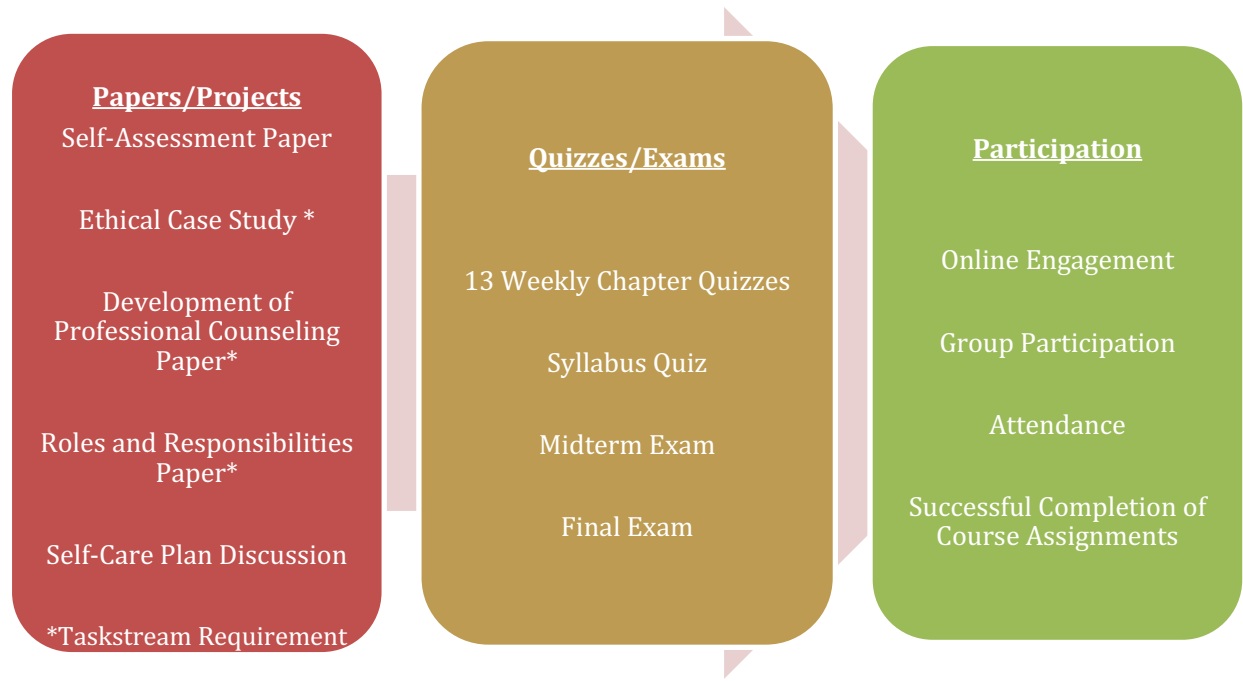 Papers/Projects
Self-Assessment Paper
Ethical Case Study *
Development of
Professional Counseling
Paper*
Roles and Responsibilities
Paper*
Self-Care Plan Discussion
*Taskstream Requirement
Quizzes/Exams
13 Weekly Chapter Quizzes
Syllabus Quiz
Midterm Exam
Final Exam
Participation
Online Engagement
Group Participation
Attendance
Successful Completion of
Course Assignments